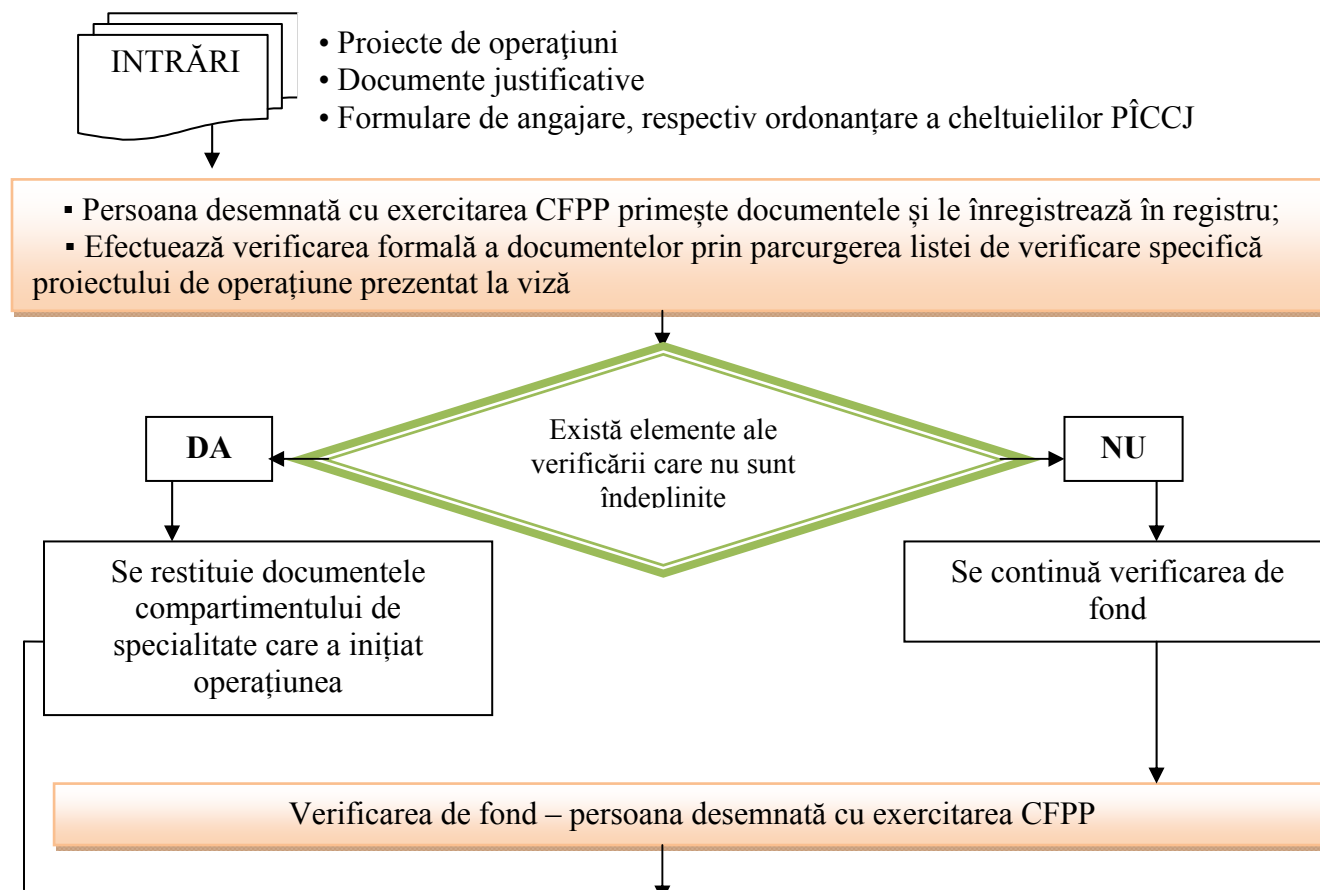 INTRĂRI
• Proiecte de operațiuni
• Documente justificative
• Formulare de angajare, respectiv ordonanțare a cheltuielilor PÎCCJ
▪ Persoana desemnată cu exercitarea CFPP primește documentele și le înregistrează în registru;
▪ Efectuează verificarea formală a documentelor prin parcurgerea listei de verificare specifică
proiectului de operațiune prezentat la viză
Există elemente ale
verificării care nu sunt
îndeplinite
DA
NU
Se restituie documentele
compartimentului de
specialitate care a inițiat
operațiunea
Se continuă verificarea de
fond
Verificarea de fond – persoana desemnată cu exercitarea CFPP